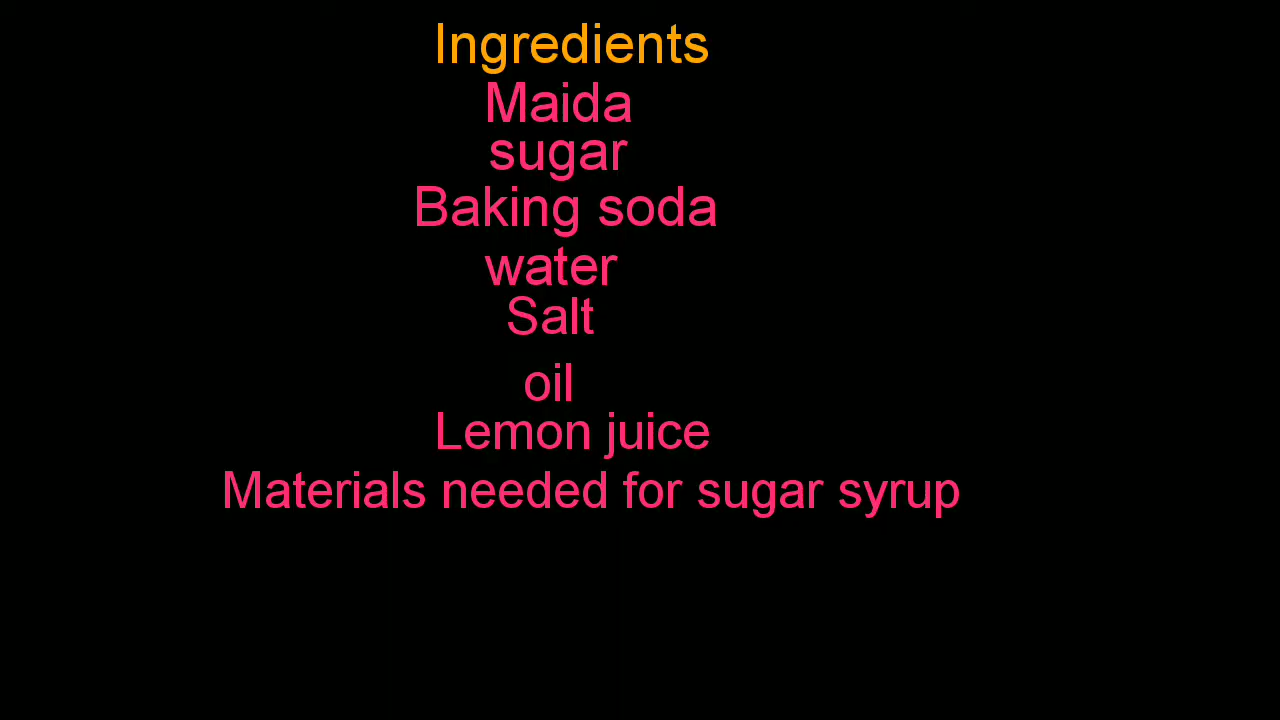 Ingredients
Maida
sugar
Baking soda
water
Salt
oil
Lemon juice
Materials needed for sugar syrup